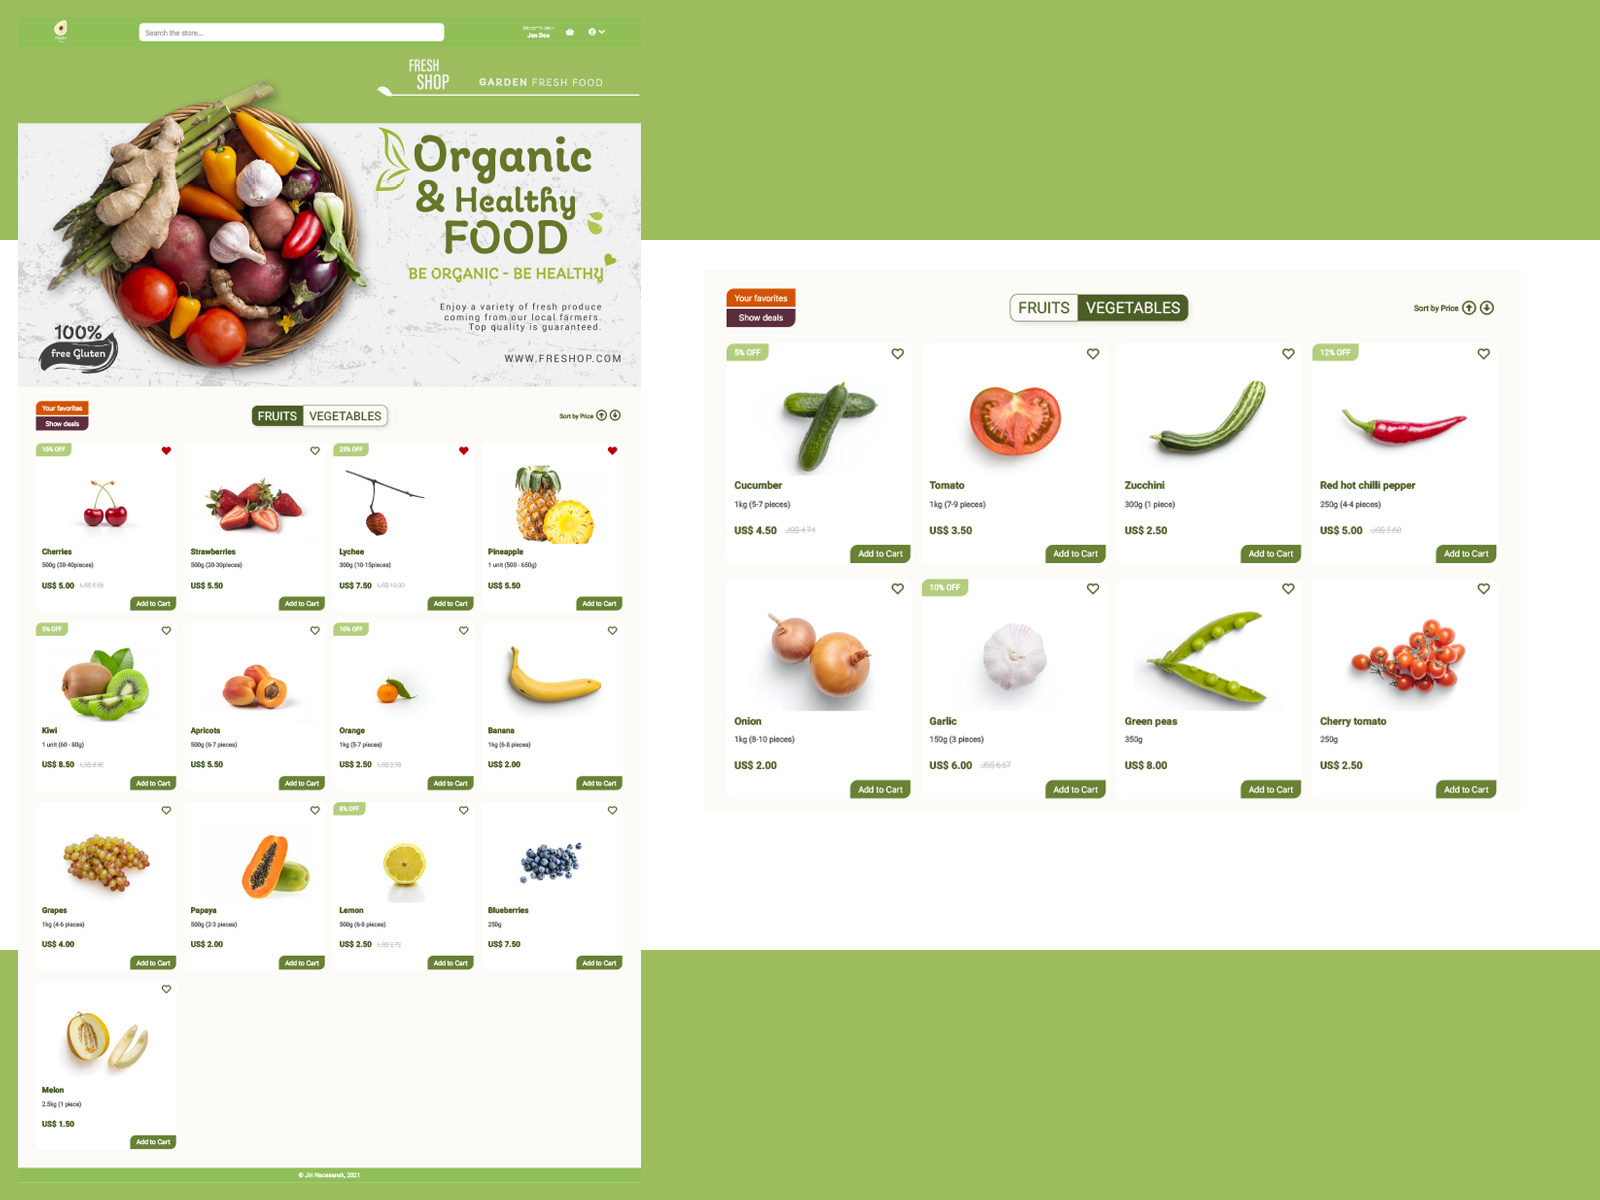 Search the store...
Jon Doe
FRESH
SHOP
GARDEN FRESH FOOD
Organic
& Healthy
FOOD
BE ORGANIC - BE HEALTHY
Enjoy a variety of fresh produce
coming from our local farmers.
Top quality is guaranteed.
100%
free Gluten
WWW.FRESHOP.COM
Your favorites
Show deals
FRUITS VEGETABLES
Sort by Price
10% OFF
Cherries
500g (30-40pieces)
US$ 5.00
Add to Cart
Strawberries
500g (20-30pieces)
US$ 5.50
Add to Cart
25% OFF
Lychee
300g (10-15pieces)
US$ 7.50
Add to Cart
Pineapple
1 unit (500 - 650g)
US$ 5.50
Add to Cart
5% OFF
Kiwi
1 unit (60 - 80g)
US$ 8.50
Add to Cart
Apricots
500g (6-7 pieces)
US$ 5.50
Add to Cart
10% OFF
Orange
1kg (5-7 pieces)
US$ 2.50 US$ 2.78
Add to Cart
Banana
1kg (6-8 pieces)
US$ 2.00
Add to Cart
Grapes
1kg (4-6 pieces)
US$ 4.00
Add to Cart
Papaya
500g (2-3 pieces)
US$ 2.00
Add to Cart
8% OFF
Lemon
500g (6-8 pieces)
US$ 2.50 US$ 2.72
Add to Cart
Blueberries
250g
US$ 7.50
Add to Cart
Melon
2.5kg (1 piece)
US$ 1.50
Add to Cart
2021
Your favorites
Show deals
FRUITS VEGETABLES
Sort by Price
5% OFF
Cucumber
1kg (5-7 pieces)
US$ 4.50 US$ 4.74
Add to Cart
Tomato
1kg (7-9 pieces)
US$ 3.50
Add to Cart
Zucchini
300g (1 piece)
US$ 2.50
Add to Cart
12% OFF
Red hot chilli pepper
250g (4-4 pieces)
US$ 5.00 US$ 5.68
Add to Cart
Onion
1kg (8-10 pieces)
US$ 2.00
Add to Cart
10% OFF
Garlic
150g (3 pieces)
US$ 6.00 US$ 6.67
Add to Cart
Green peas
350g
US$ 8.00
Add to Cart
Cherry tomato
250g
US$ 2.50
Add to Cart